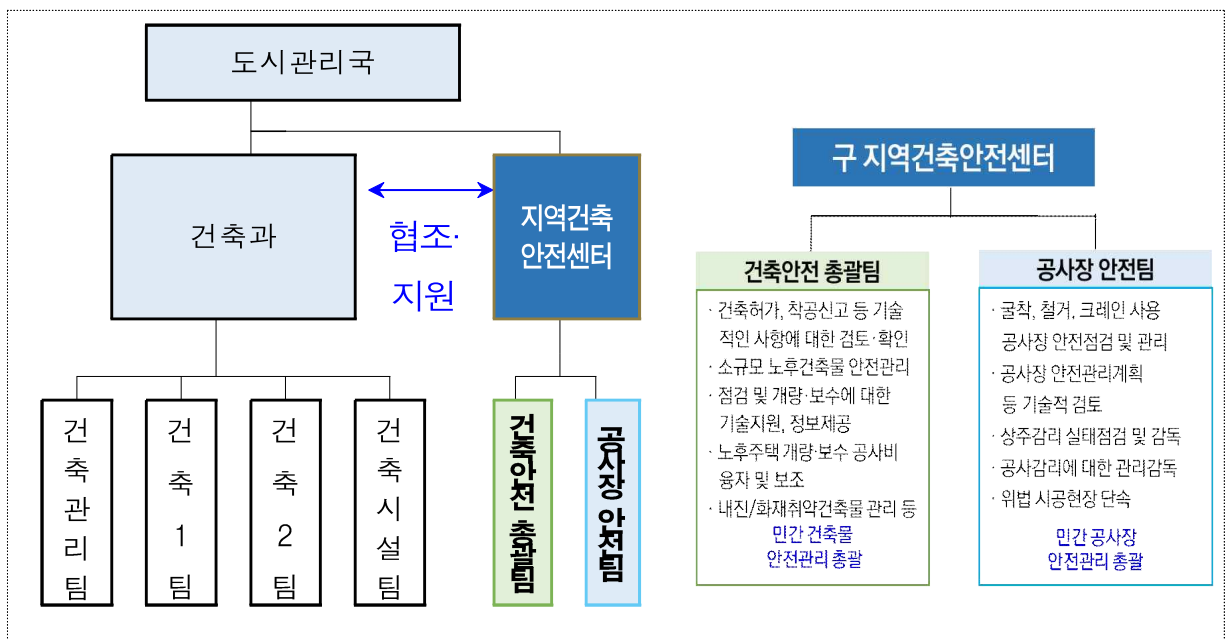 도시관리국
건축과
협조·
지원
지역건축
안전센터
건축관리팀
건축1팀
건축2팀
건축시설팀
건축안전 총괄팀
공사장 안전팀
구 지역건축안전센터
건축안전 총괄팀
· 건축허가, 착공신고 등 기술
적인 사항에 대한 검토·확인
· 소규모 노후건축물 안전관리
· 점검 및 개량·보수에 대한
기술지원, 정보제공
· 노후주택 개량·보수 공사비
융자 및 보조
· 내진/화재취약건축물 관리 등
민간 건축물
안전관리 총괄
공사장 안전팀
· 굴착, 철거, 크레인 사용
공사장 안전점검 및 관리
· 공사장 안전관리계획
등 기술적 검토
· 상주감리 실태점검 및 감독
· 공사감리에 대한 관리감독
· 위법 시공현장 단속
민간 공사장
안전관리 총괄